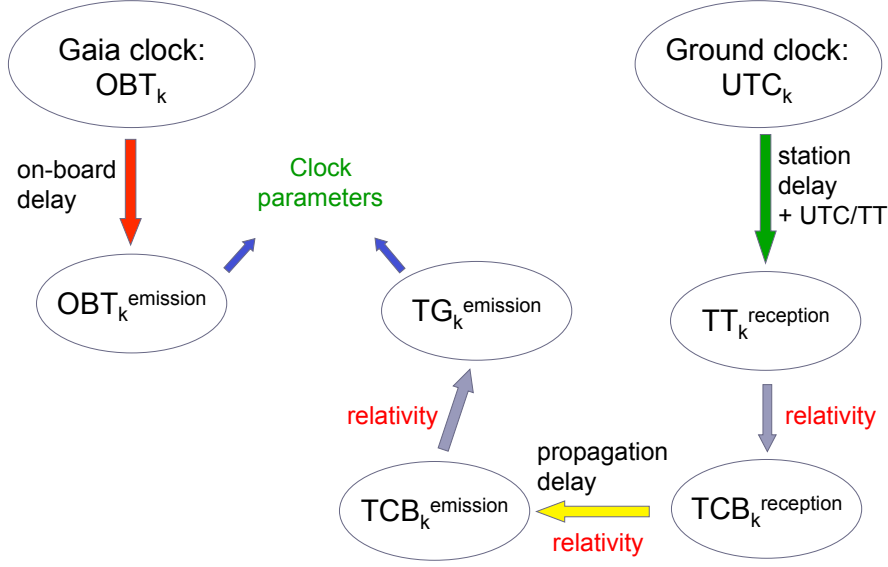 Gaia clock:
OBTₖ
Ground clock:
UTCₖ
on-board
delay
Clock
parameters
station
delay
+ UTC/TT
OBTₖemission
TGₖemission
TTₖreception
relativity
relativity
propagation
delay
TCBₖemission
TCBₖreception
relativity